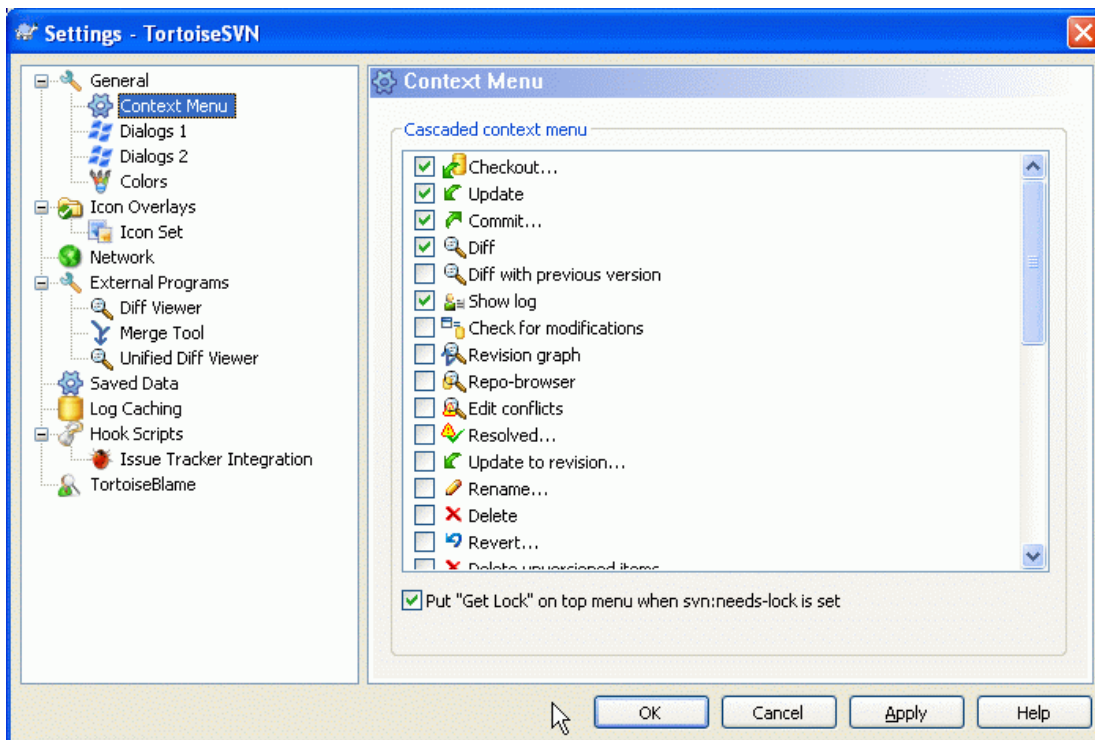 Settings - TortoiseSVN
General
Context Menu
Dialogs 1
Dialogs 2
Colors
Icon Overlays
Icon Set
Network
External Programs
Diff Viewer
Merge Tool
Unified Diff Viewer
Saved Data
Log Caching
Hook Scripts
Issue Tracker Integration
TortoiseBlame
Context Menu
Cascaded context menu
Checkout...
Update
Commit...
Diff
Diff with previous version
Show log
Check for modifications
Revision graph
Repo-browser
Edit conflicts
Resolved...
Update to revision...
Rename...
Delete
Revert...
Delete unversioned items
Put "Get Lock" on top menu when svn:needs-lock is set
OK Cancel Apply Help